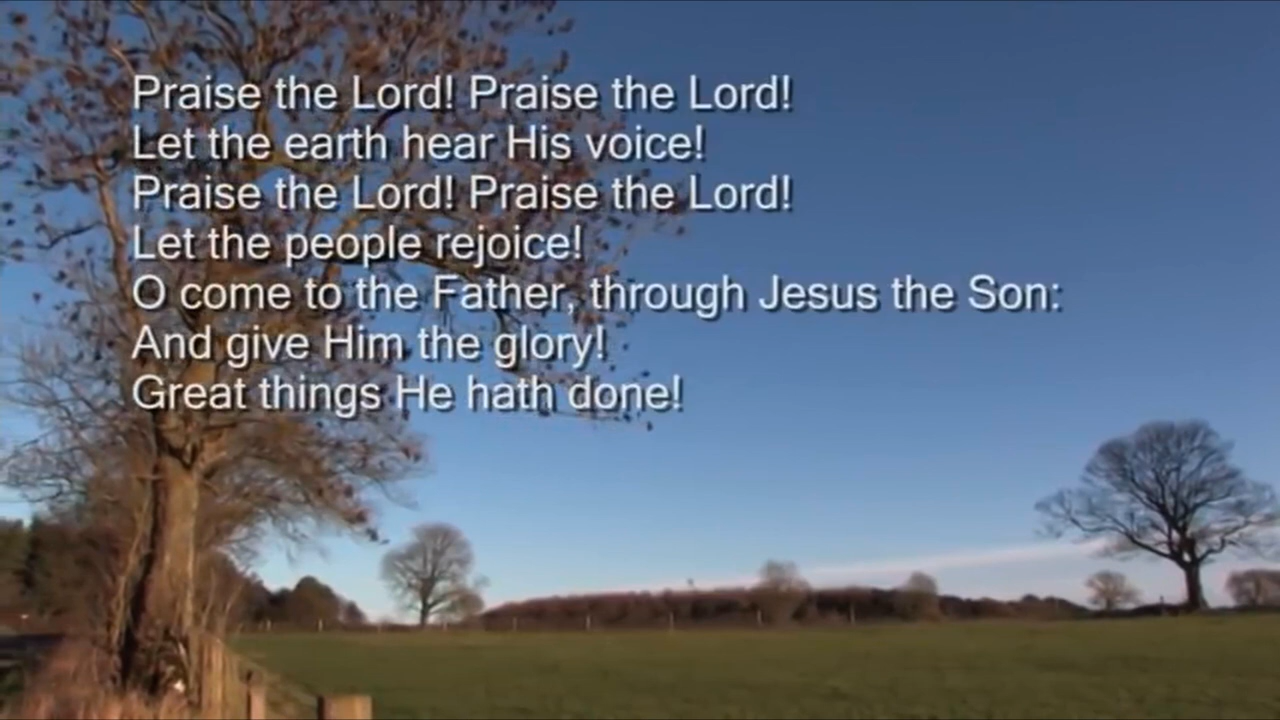 Praise the Lord! Praise the Lord!
Let the earth hear His voice!
Praise the Lord! Praise the Lord!
Let the people rejoice!
O come to the Father, through Jesus the Son:
And give Him the glory!
Great things He hath done!